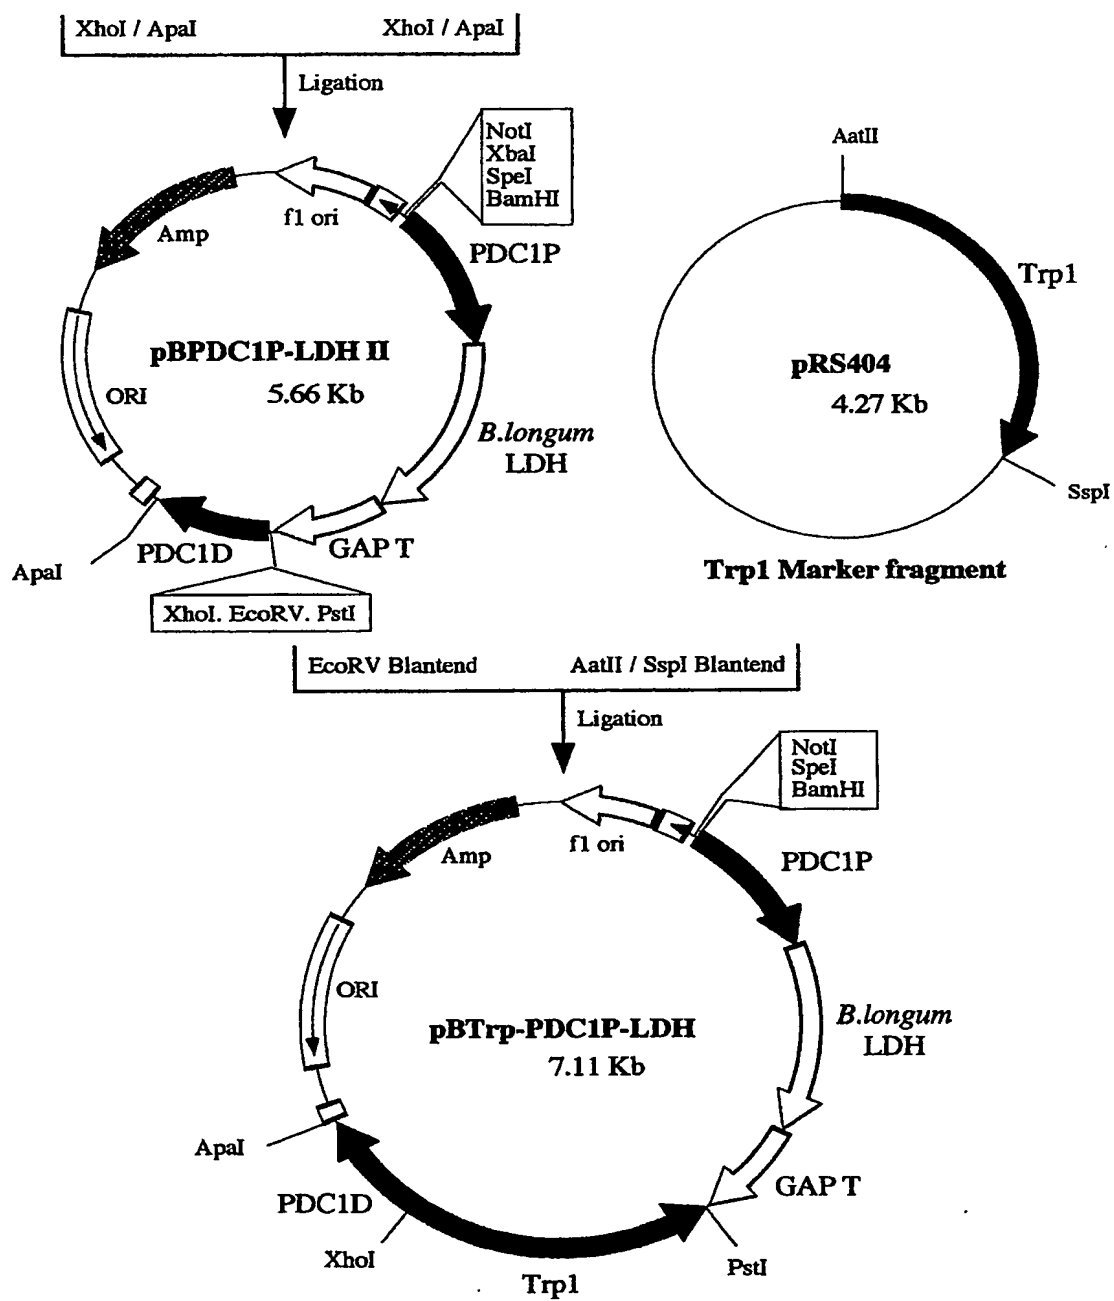 XhoI / ApaI
XhoI / ApaI
Ligation
NotI
XbaI
SpeI
BamHI
f1 ori
Amp
PDC1P
pBPDC1P-LDH II
5.66 Kb
ORI
B.longum
LDH
GAP T
PDC1D
ApaI
XhoI. EcoRV. PstI
AatII
Trp1
pRS404
4.27 Kb
SspI
Trp1 Marker fragment
EcoRV Blantend
AatII / SspI Blantend
Ligation
NotI
SpeI
BamHI
f1 ori
Amp
PDC1P
ORI
pBTrp-PDC1P-LDH
7.11 Kb
B.longum
LDH
ApaI
PDC1D
GAP T
XhoI
PstI
Trp1